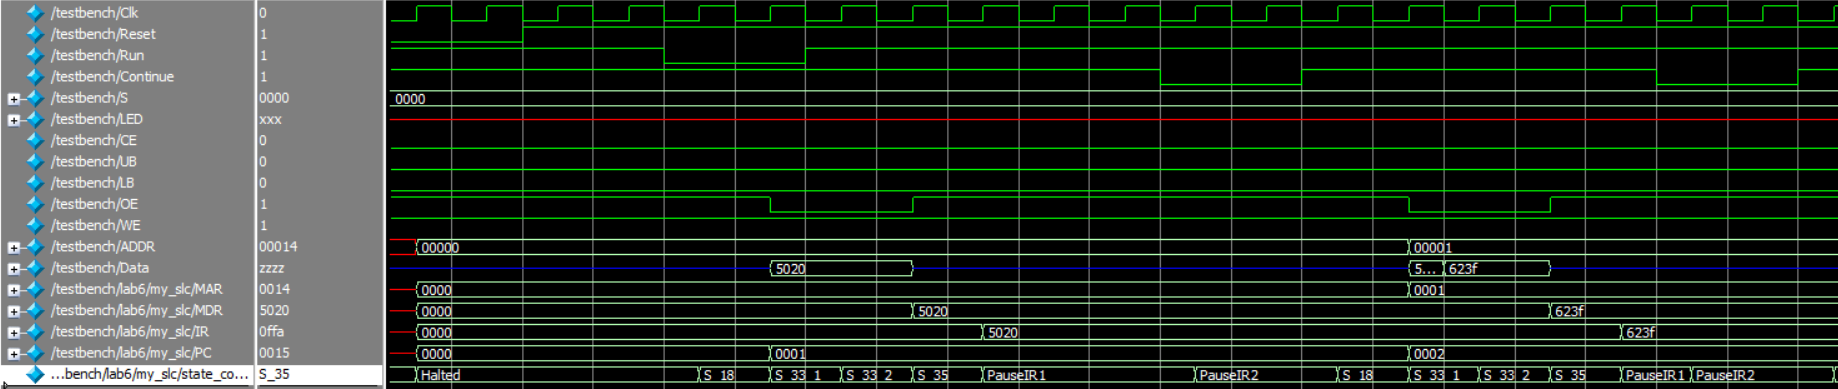 /testbench/Clk 0
/testbench/Reset 1
/testbench/Run 1
/testbench/Continue 1
/testbench/S 0000 0000
/testbench/LED xxx
/testbench/CE 0
/testbench/UB 0
/testbench/LB 0
/testbench/OE 1
/testbench/WE 1
/testbench/ADDR 00014 00000 00001
/testbench/Data zzzz 5020 5... 623f
/testbench/lab6/my_slc/MAR 0014 0000 0001
/testbench/lab6/my_slc/MDR 5020 0000 5020 623f
/testbench/lab6/my_slc/IR 0ffa 0000 5020 623f
/testbench/lab6/my_slc/PC 0015 0000 0001 0002
...bench/lab6/my_slc/state_co... S_35 Halted S_18 S_33_1 S_33_2 S_35 PauseIR1 PauseIR2 S_18 S_33_1 S_33_2 S_35 PauseIR1 PauseIR2